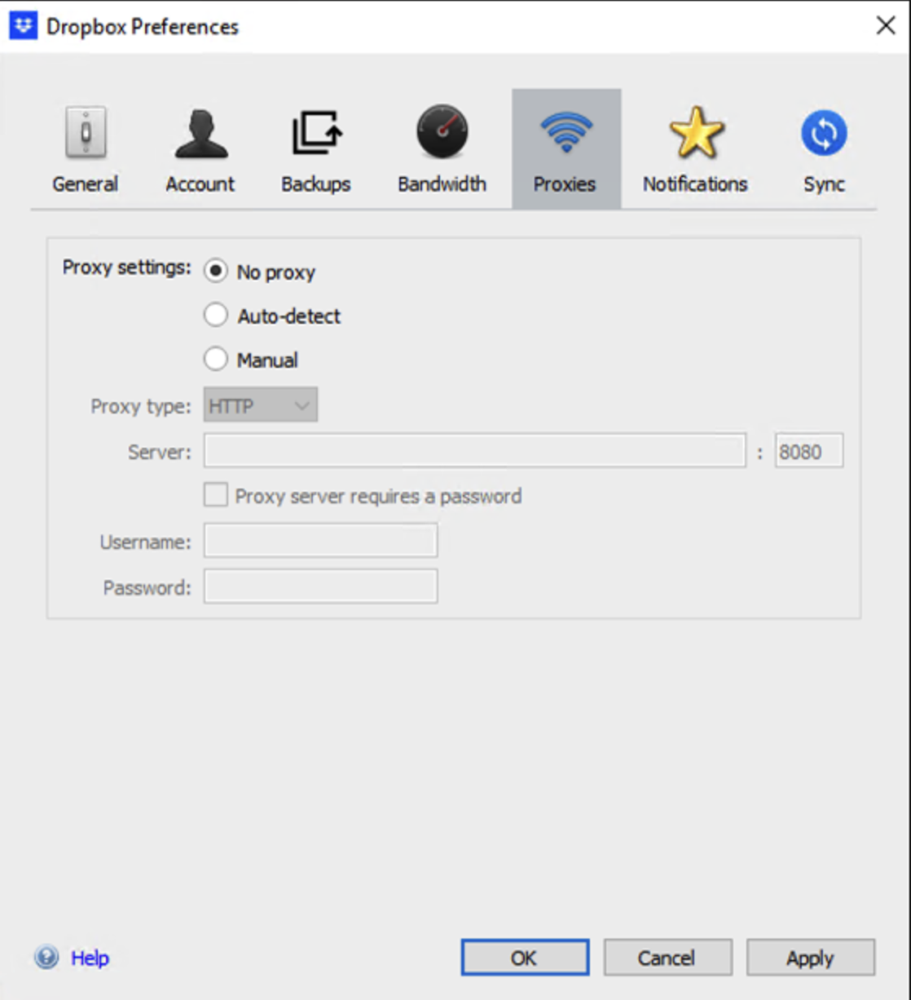 Dropbox Preferences
General Account Backups Bandwidth Proxies Notifications Sync
Proxy settings: No proxy
Auto-detect
Manual
Proxy type: HTTP
Server: : 8080
Proxy server requires a password
Username:
Password:
? Help OK Cancel Apply